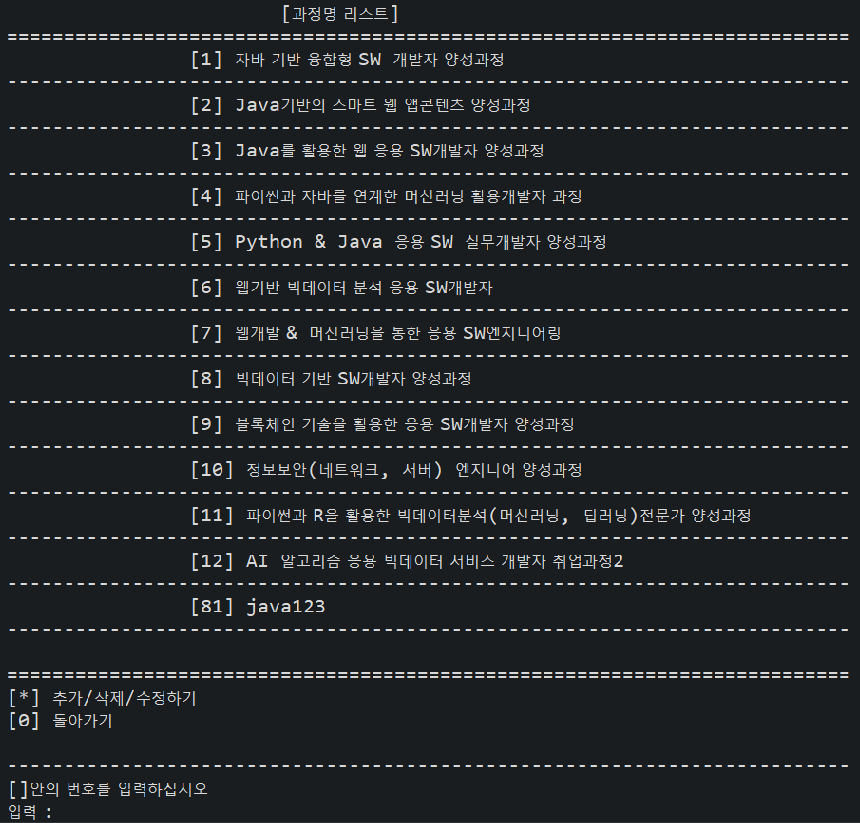 [과정명 리스트]
==========================================================================
[1] 자바 기반 융합형 SW 개발자 양성과정
--------------------------------------------------------------------------
[2] Java기반의 스마트 웹 앱콘텐츠 양성과정
--------------------------------------------------------------------------
[3] Java를 활용한 웹 응용 SW개발자 양성과정
--------------------------------------------------------------------------
[4] 파이썬과 자바를 연계한 머신러닝 활용개발자 과정
--------------------------------------------------------------------------
[5] Python & Java 응용 SW 실무개발자 양성과정
--------------------------------------------------------------------------
[6] 웹기반 빅데이터 분석 응용 SW개발자
--------------------------------------------------------------------------
[7] 웹개발 & 머신러닝을 통한 응용 SW엔지니어링
--------------------------------------------------------------------------
[8] 빅데이터 기반 SW개발자 양성과정
--------------------------------------------------------------------------
[9] 블록체인 기술을 활용한 응용 SW개발자 양성과정
--------------------------------------------------------------------------
[10] 정보보안(네트워크, 서버) 엔지니어 양성과정
--------------------------------------------------------------------------
[11] 파이썬과 R을 활용한 빅데이터분석(머신러닝, 딥러닝)전문가 양성과정
--------------------------------------------------------------------------
[12] AI 알고리즘 응용 빅데이터 서비스 개발자 취업과정2
--------------------------------------------------------------------------
[81] java123
--------------------------------------------------------------------------
==========================================================================
[*] 추가/삭제/수정하기
[0] 돌아가기
--------------------------------------------------------------------------
[]안의 번호를 입력하십시오
입력 :